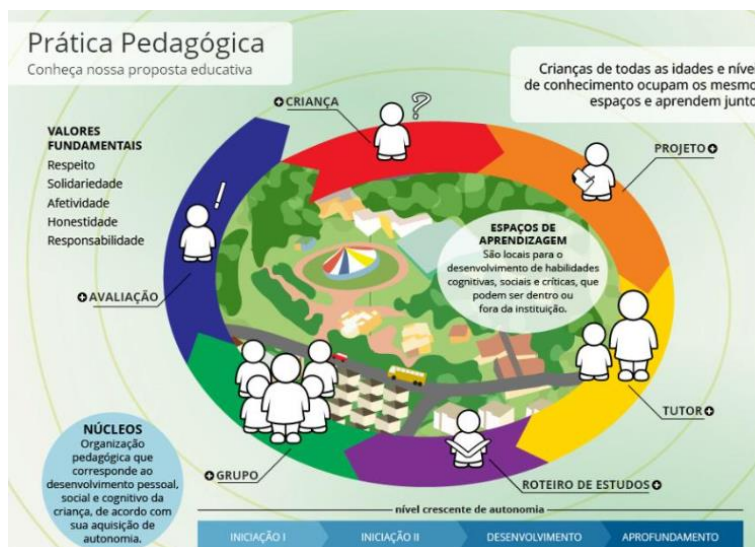 Prática Pedagógica
Conheça nossa proposta educativa
Crianças de todas as idades e níve
de conhecimento ocupam os mesmo
espaços e aprendem junto
CRIANÇA
PROJETO
VALORES
FUNDAMENTAIS
Respeito
Solidariedade
Afetividade
Honestidade
Responsabilidade
ESPAÇOS DE
APRENDIZAGEM
São locais para o
desenvolvimento de habilidades
cognitivas, sociais e críticas, que
podem ser dentro ou
fora da instituição.
AVALIAÇÃO
TUTOR
NÚCLEOS
Organização
pedagógica que
corresponde ao
desenvolvimento pessoal,
social e cognitivo da
criança, de acordo com
sua aquisição de
autonomia.
GRUPO
ROTEIRO DE ESTUDOS
nível crescente de autonomia
INICIAÇÃO I
INICIAÇÃO II
DESENVOLVIMENTO
APROFUNDAMENTO